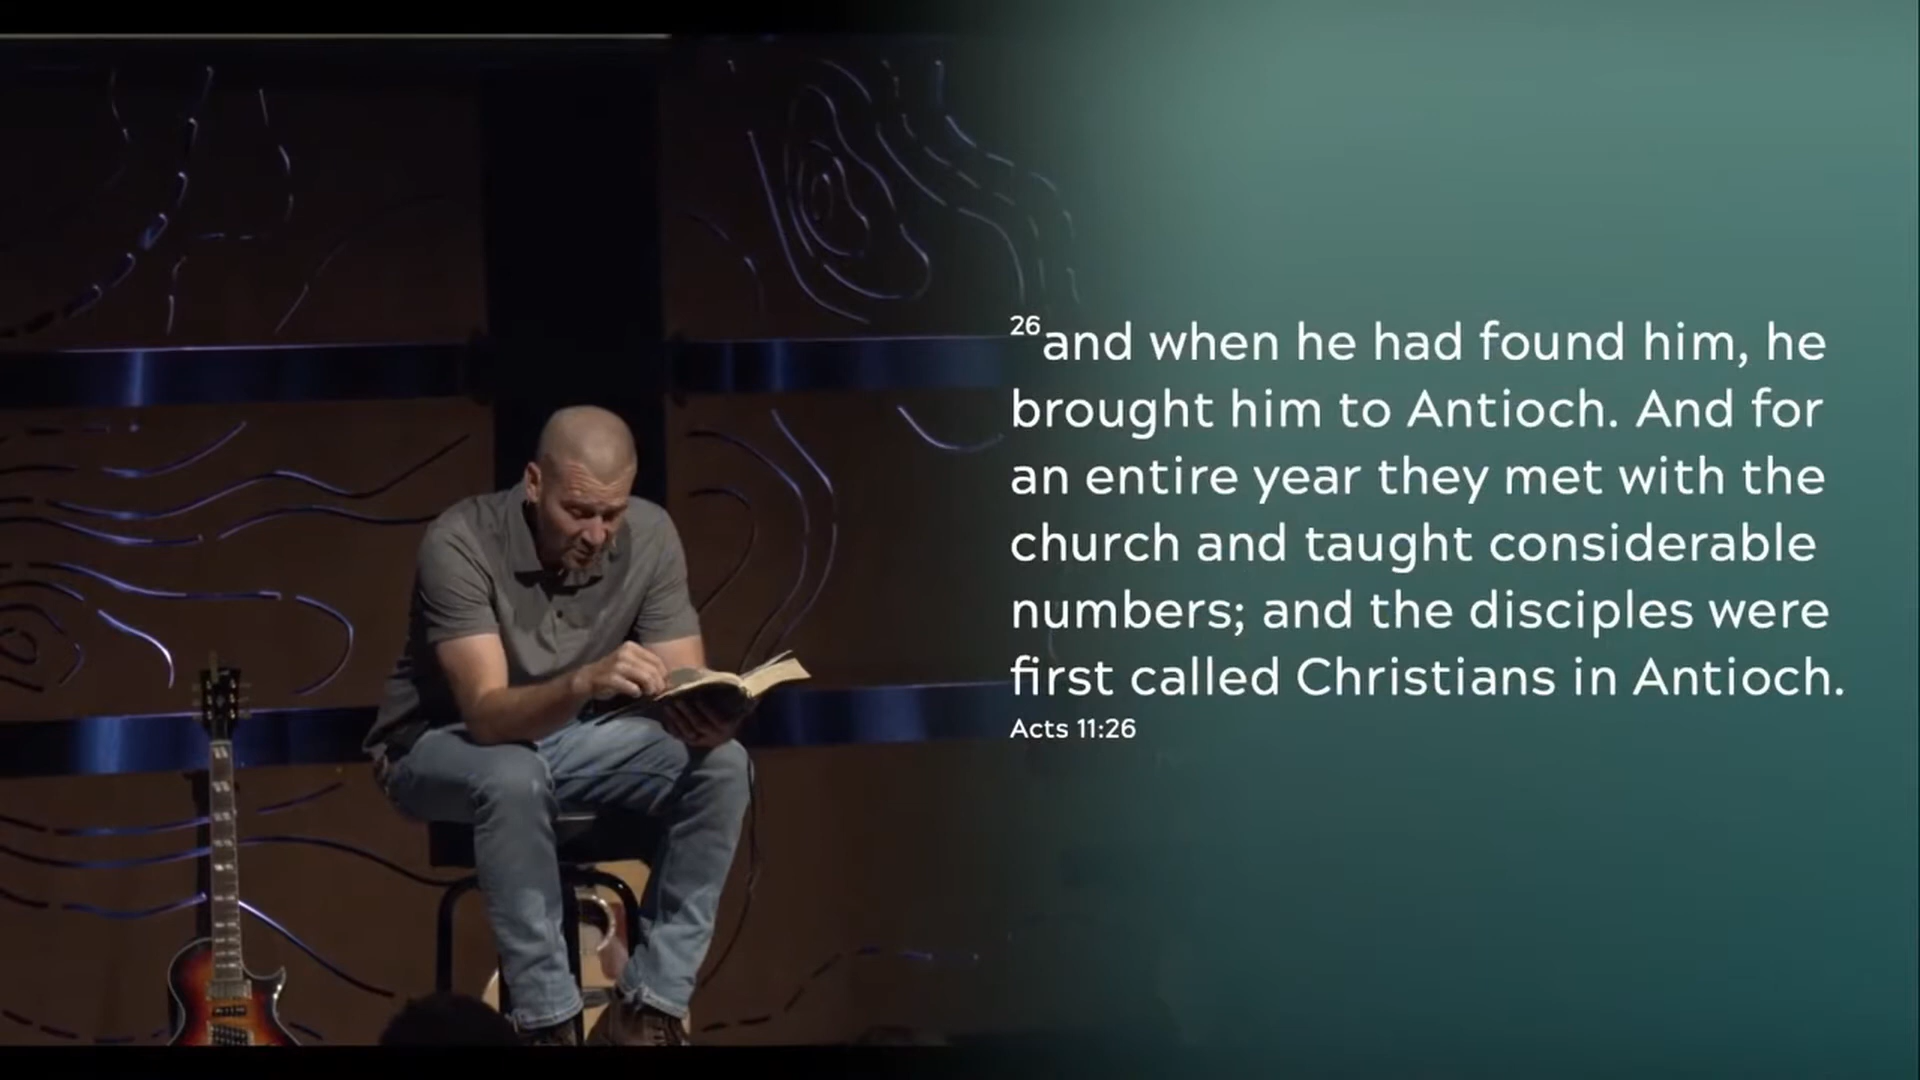 26and when he had found him, he
brought him to Antioch. And for
an entire year they met with the
church and taught considerable
numbers; and the disciples were
first called Christians in Antioch.
Acts 11:26